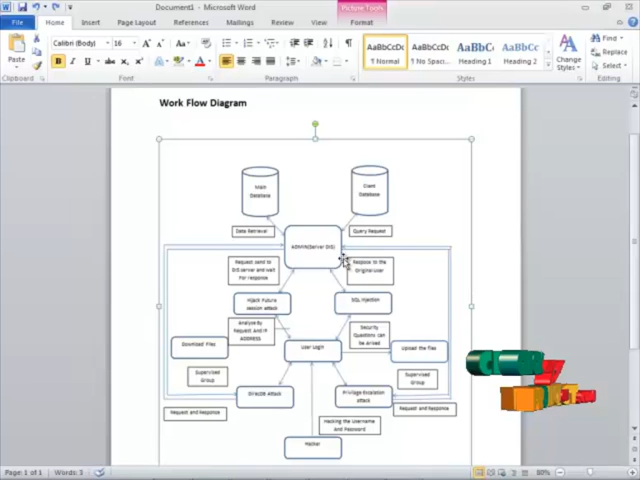 Document1 - Microsoft Word
Picture Tools
File Home Insert Page Layout References Mailings Review View Format
Calibri (Body) 16
Paste
Clipboard
Font
Paragraph
AaBbCcDc AaBbCcDc AaBbC AaBbCc
¶ Normal ¶ No Spaci... Heading 1 Heading 2
Change Styles
Styles
Find
Replace
Select
Editing
Work Flow Diagram
Main Database
Client Database
Data Retrieval
Query Request
ADMIN(Server DIS)
Request send to DIS server and wait For response
Respose to the Original user
Hijack Future session attack
SQL Injection
Analyse by Request And IP ADDRESS
Security Questions can be Arised
Download Files
User Login
Upload the files
Supervised Group
Supervised Group
Privilege Escalation attack
Request and Response
Request and Response
Hacking the Username And Password
Hacker
Page: 1 of 1 Words: 3
80%